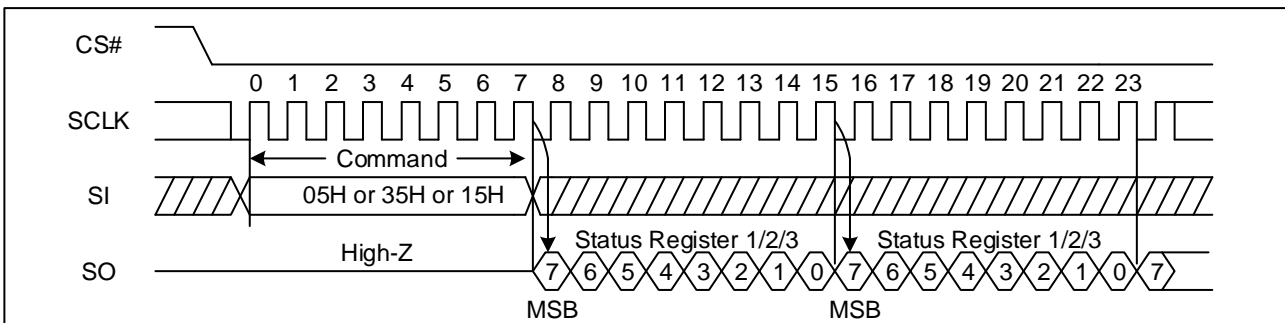 CS#
0 1 2 3 4 5 6 7 8 9 10 11 12 13 14 15 16 17 18 19 20 21 22 23
SCLK
Command
SI
05H or 35H or 15H
High-Z
Status Register 1/2/3 Status Register 1/2/3
SO
7 6 5 4 3 2 1 0 7 6 5 4 3 2 1 0 7
MSB MSB